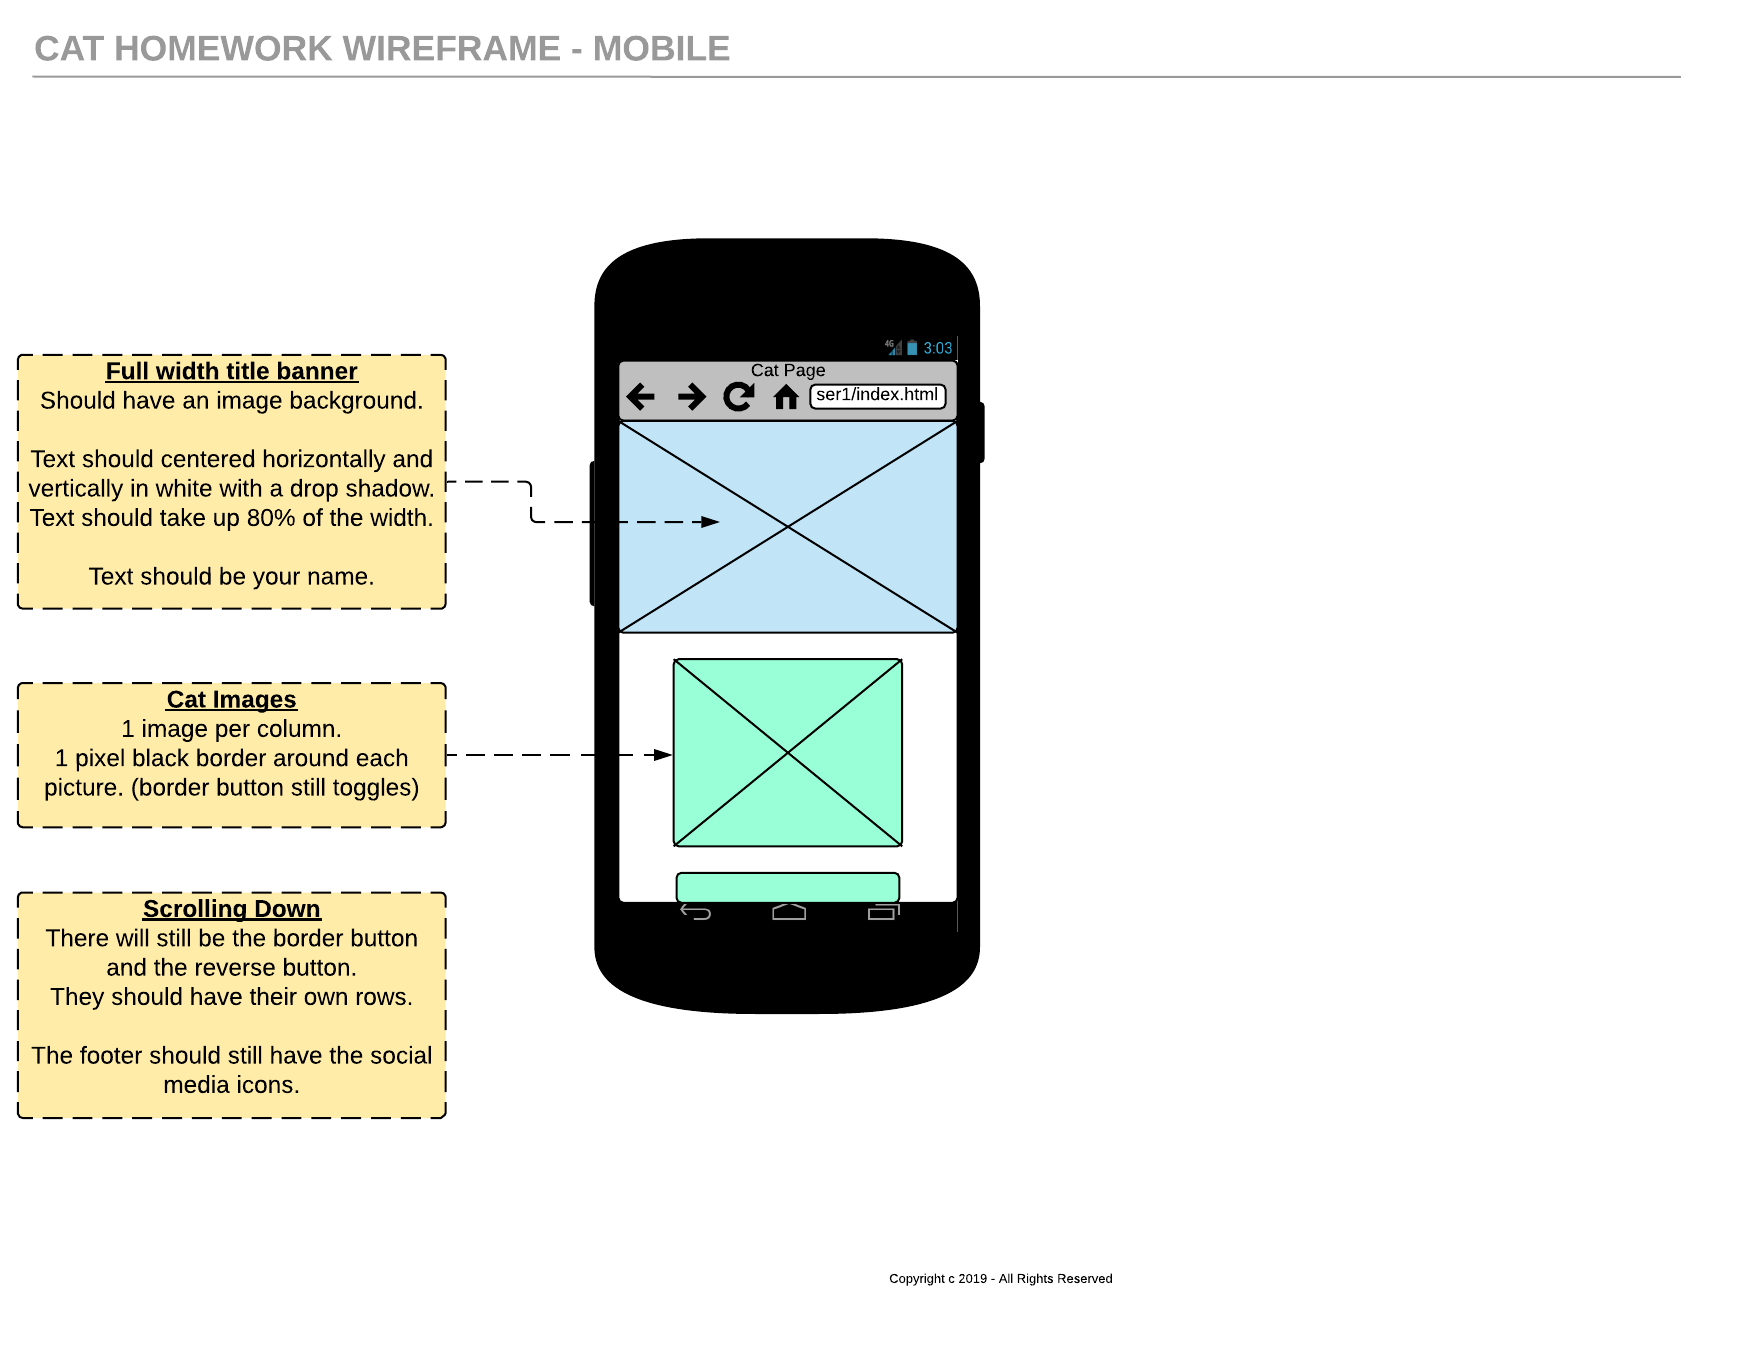 CAT HOMEWORK WIREFRAME - MOBILE
Full width title banner
Should have an image background.
Text should centered horizontally and
vertically in white with a drop shadow.
Text should take up 80% of the width.
Text should be your name.
Cat Images
1 image per column.
1 pixel black border around each
picture. (border button still toggles)
Scrolling Down
There will still be the border button
and the reverse button.
They should have their own rows.
The footer should still have the social
media icons.
4G 3:03
Cat Page
ser1/index.html
Copyright c 2019 - All Rights Reserved